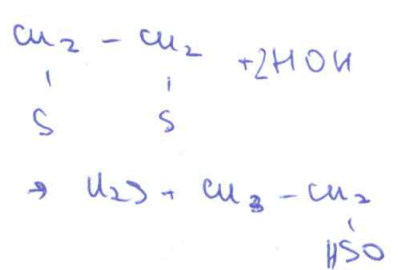 CH2 - CH2 +2HOH
S S
→ H2S + CH3 - CH2
HSO